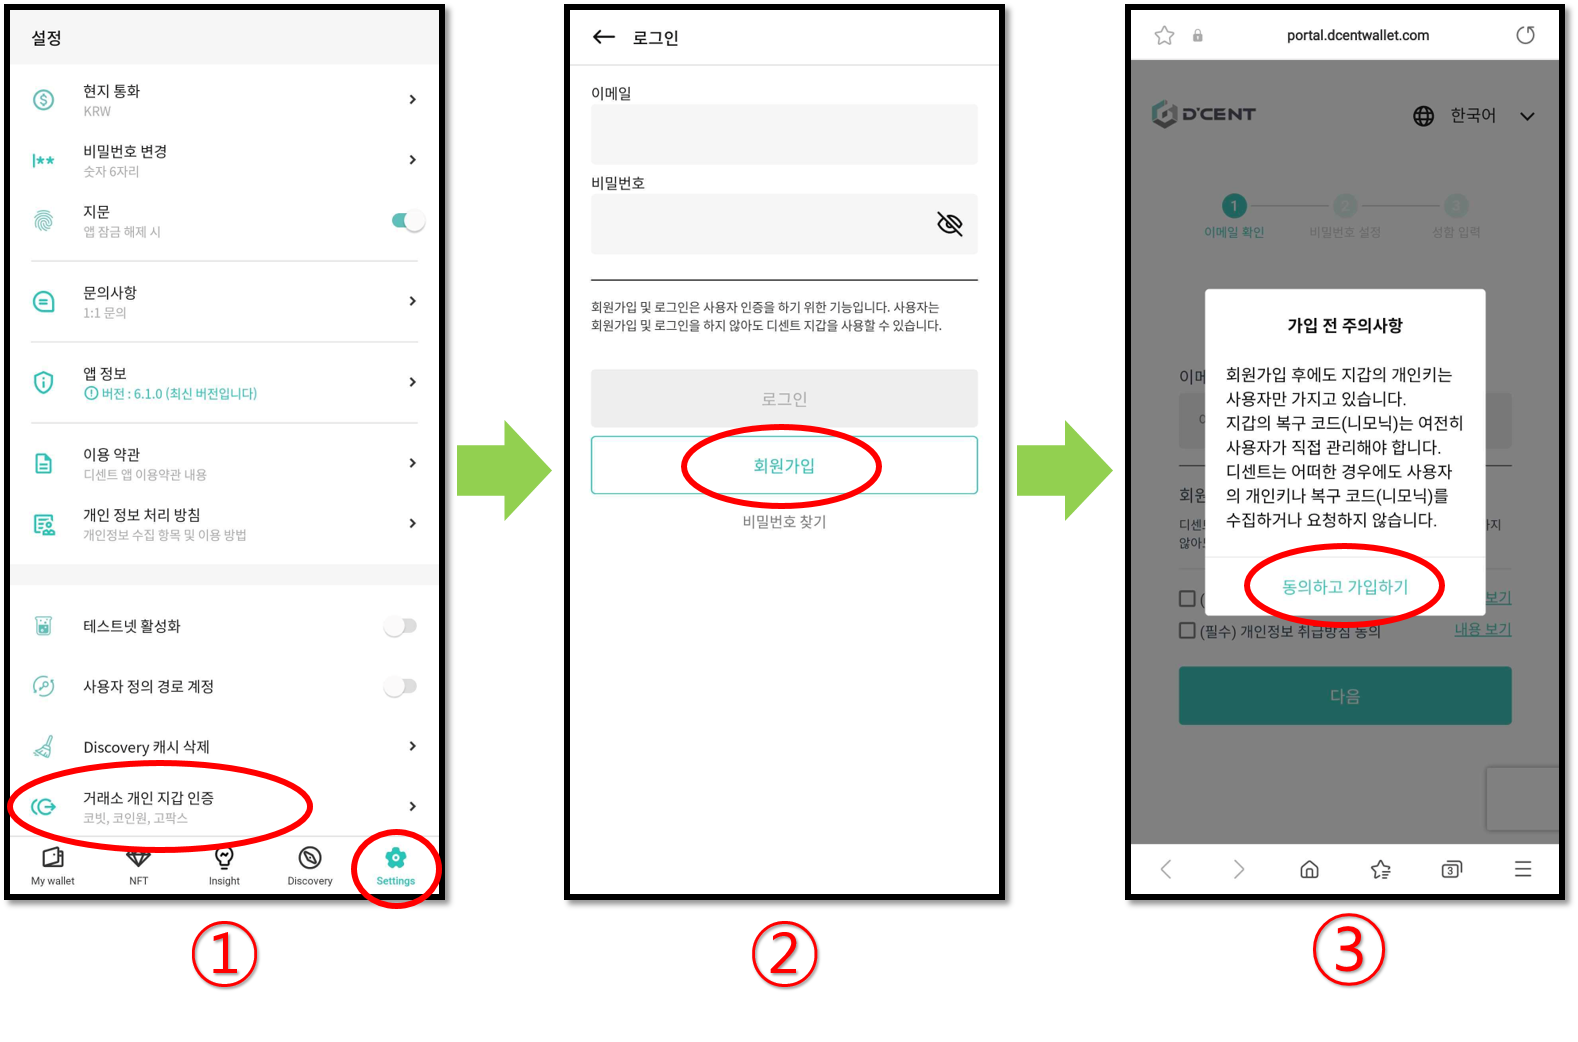 설정
현지 통화
KRW
비밀번호 변경
숫자 6자리
지문
앱 잠금 해제 시
문의사항
1:1 문의
앱 정보
버전 : 6.1.0 (최신 버전입니다)
이용 약관
디센트 앱 이용약관 내용
개인 정보 처리 방침
개인정보 수집 항목 및 이용 방법
테스트넷 활성화
사용자 정의 경로 계정
Discovery 캐시 삭제
거래소 개인 지갑 인증
코빗, 코인원, 고팍스
My wallet NFT Insight Discovery Settings
①
로그인
이메일
비밀번호
회원가입 및 로그인은 사용자 인증을 하기 위한 기능입니다. 사용자는
회원가입 및 로그인을 하지 않아도 디센트 지갑을 사용할 수 있습니다.
로그인
회원가입
비밀번호 찾기
②
portal.dcentwallet.com
D'CENT 한국어
1 2 3
이메일 확인 비밀번호 설정 성함 입력
가입 전 주의사항
회원가입 후에도 지갑의 개인키는
사용자만 가지고 있습니다.
지갑의 복구 코드(니모닉)는 여전히
사용자가 직접 관리해야 합니다.
디센트는 어떠한 경우에도 사용자
의 개인키나 복구 코드(니모닉)를
수집하거나 요청하지 않습니다.
동의하고 가입하기
보기
(필수) 개인정보 취급방침 동의 내용 보기
다음
3
③